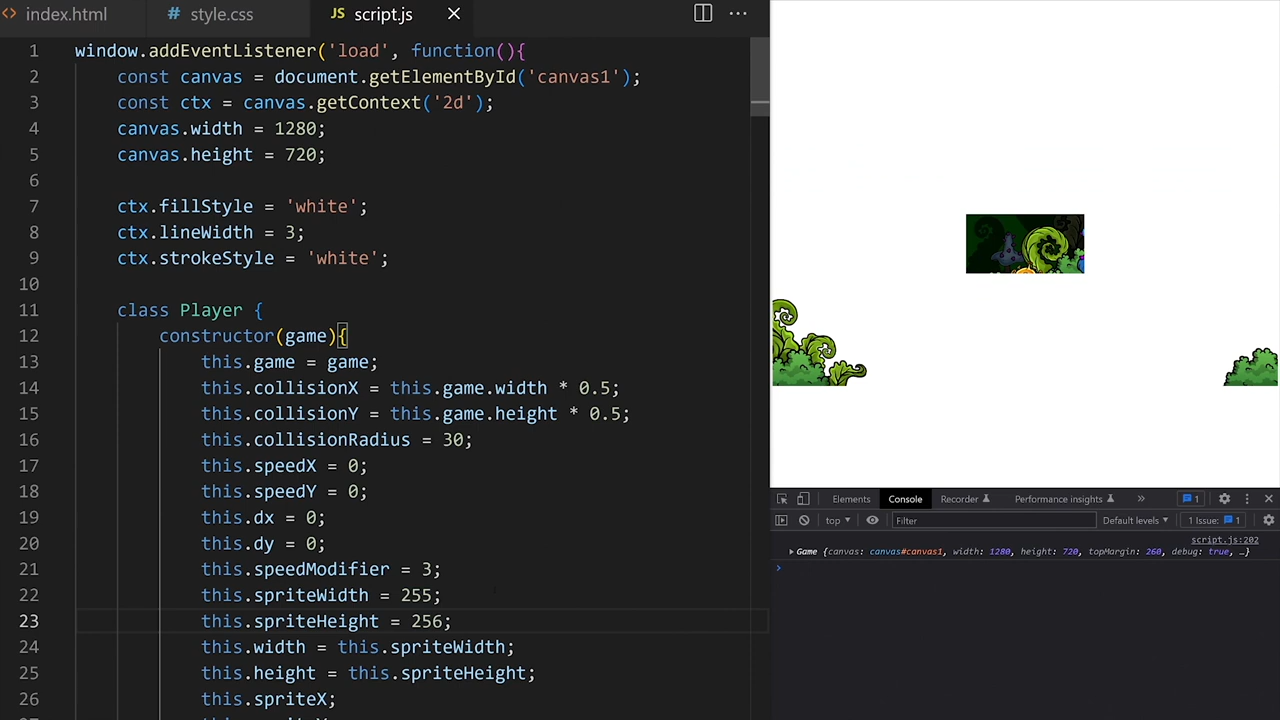 index.html
# style.css
JS script.js
1 window.addEventListener('load', function(){
2 const canvas = document.getElementById('canvas1');
3 const ctx = canvas.getContext('2d');
4 canvas.width = 1280;
5 canvas.height = 720;
6
7 ctx.fillStyle = 'white';
8 ctx.lineWidth = 3;
9 ctx.strokeStyle = 'white';
10
11 class Player {
12 constructor(game){
13 this.game = game;
14 this.collisionX = this.game.width * 0.5;
15 this.collisionY = this.game.height * 0.5;
16 this.collisionRadius = 30;
17 this.speedX = 0;
18 this.speedY = 0;
19 this.dx = 0;
20 this.dy = 0;
21 this.speedModifier = 3;
22 this.spriteWidth = 255;
23 this.spriteHeight = 256;
24 this.width = this.spriteWidth;
25 this.height = this.spriteHeight;
26 this.spriteX;
Elements Console Recorder Performance insights » 1
top Filter Default levels 1 Issue: 1
script.js:202
Game {canvas: canvas#canvas1, width: 1280, height: 720, topMargin: 260, debug: true, …}